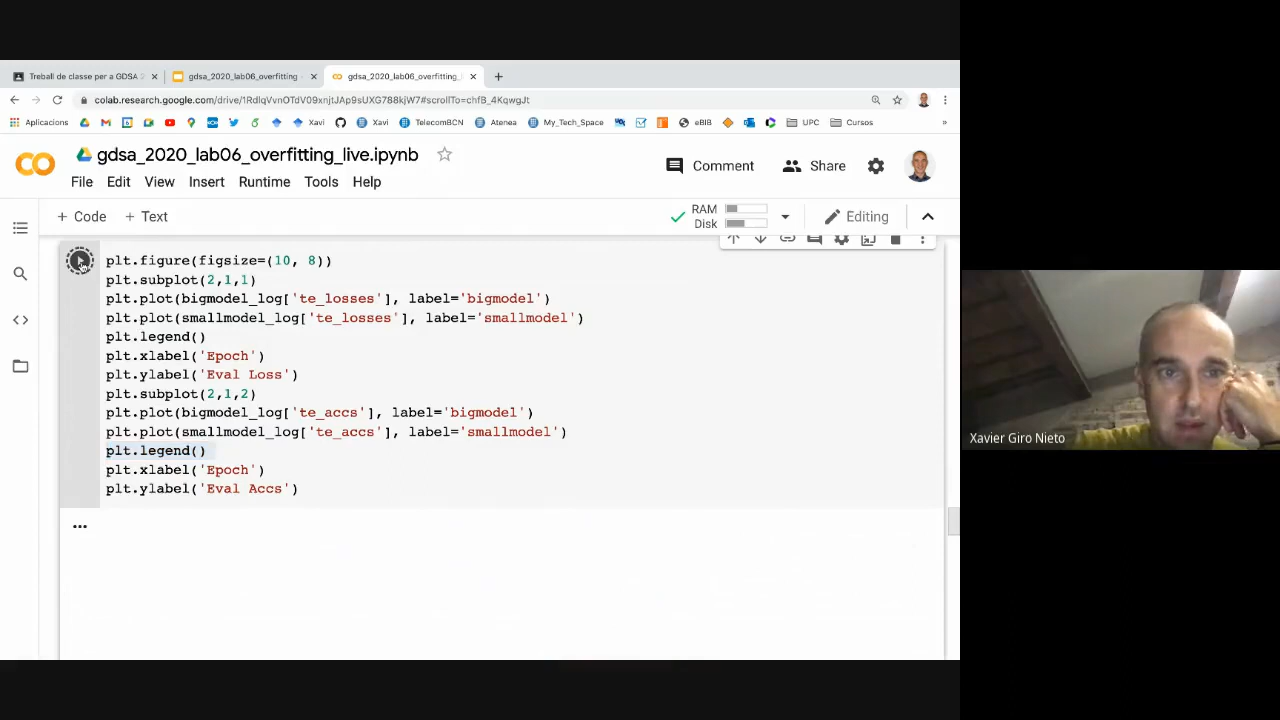 Treball de classe per a GDSA 2
gdsa_2020_lab06_overfitting -
gdsa_2020_lab06_overfitting_
colab.research.google.com/drive/1RdlqVvnOTdV09xnjtJAp9sUXG788kjW7#scrollTo=chfB_4KqwgJt
Aplicacions
Xavi
Xavi
TelecomBCN
Atenea
My_Tech_Space
eBIB
UPC
Cursos
»
gdsa_2020_lab06_overfitting_live.ipynb
Comment
Share
File Edit View Insert Runtime Tools Help
+ Code + Text
RAM
Disk
Editing
plt.figure(figsize=(10, 8))
plt.subplot(2,1,1)
plt.plot(bigmodel_log['te_losses'], label='bigmodel')
plt.plot(smallmodel_log['te_losses'], label='smallmodel')
plt.legend()
plt.xlabel('Epoch')
plt.ylabel('Eval Loss')
plt.subplot(2,1,2)
plt.plot(bigmodel_log['te_accs'], label='bigmodel')
plt.plot(smallmodel_log['te_accs'], label='smallmodel')
plt.legend()
plt.xlabel('Epoch')
plt.ylabel('Eval Accs')
...
Xavier Giro Nieto